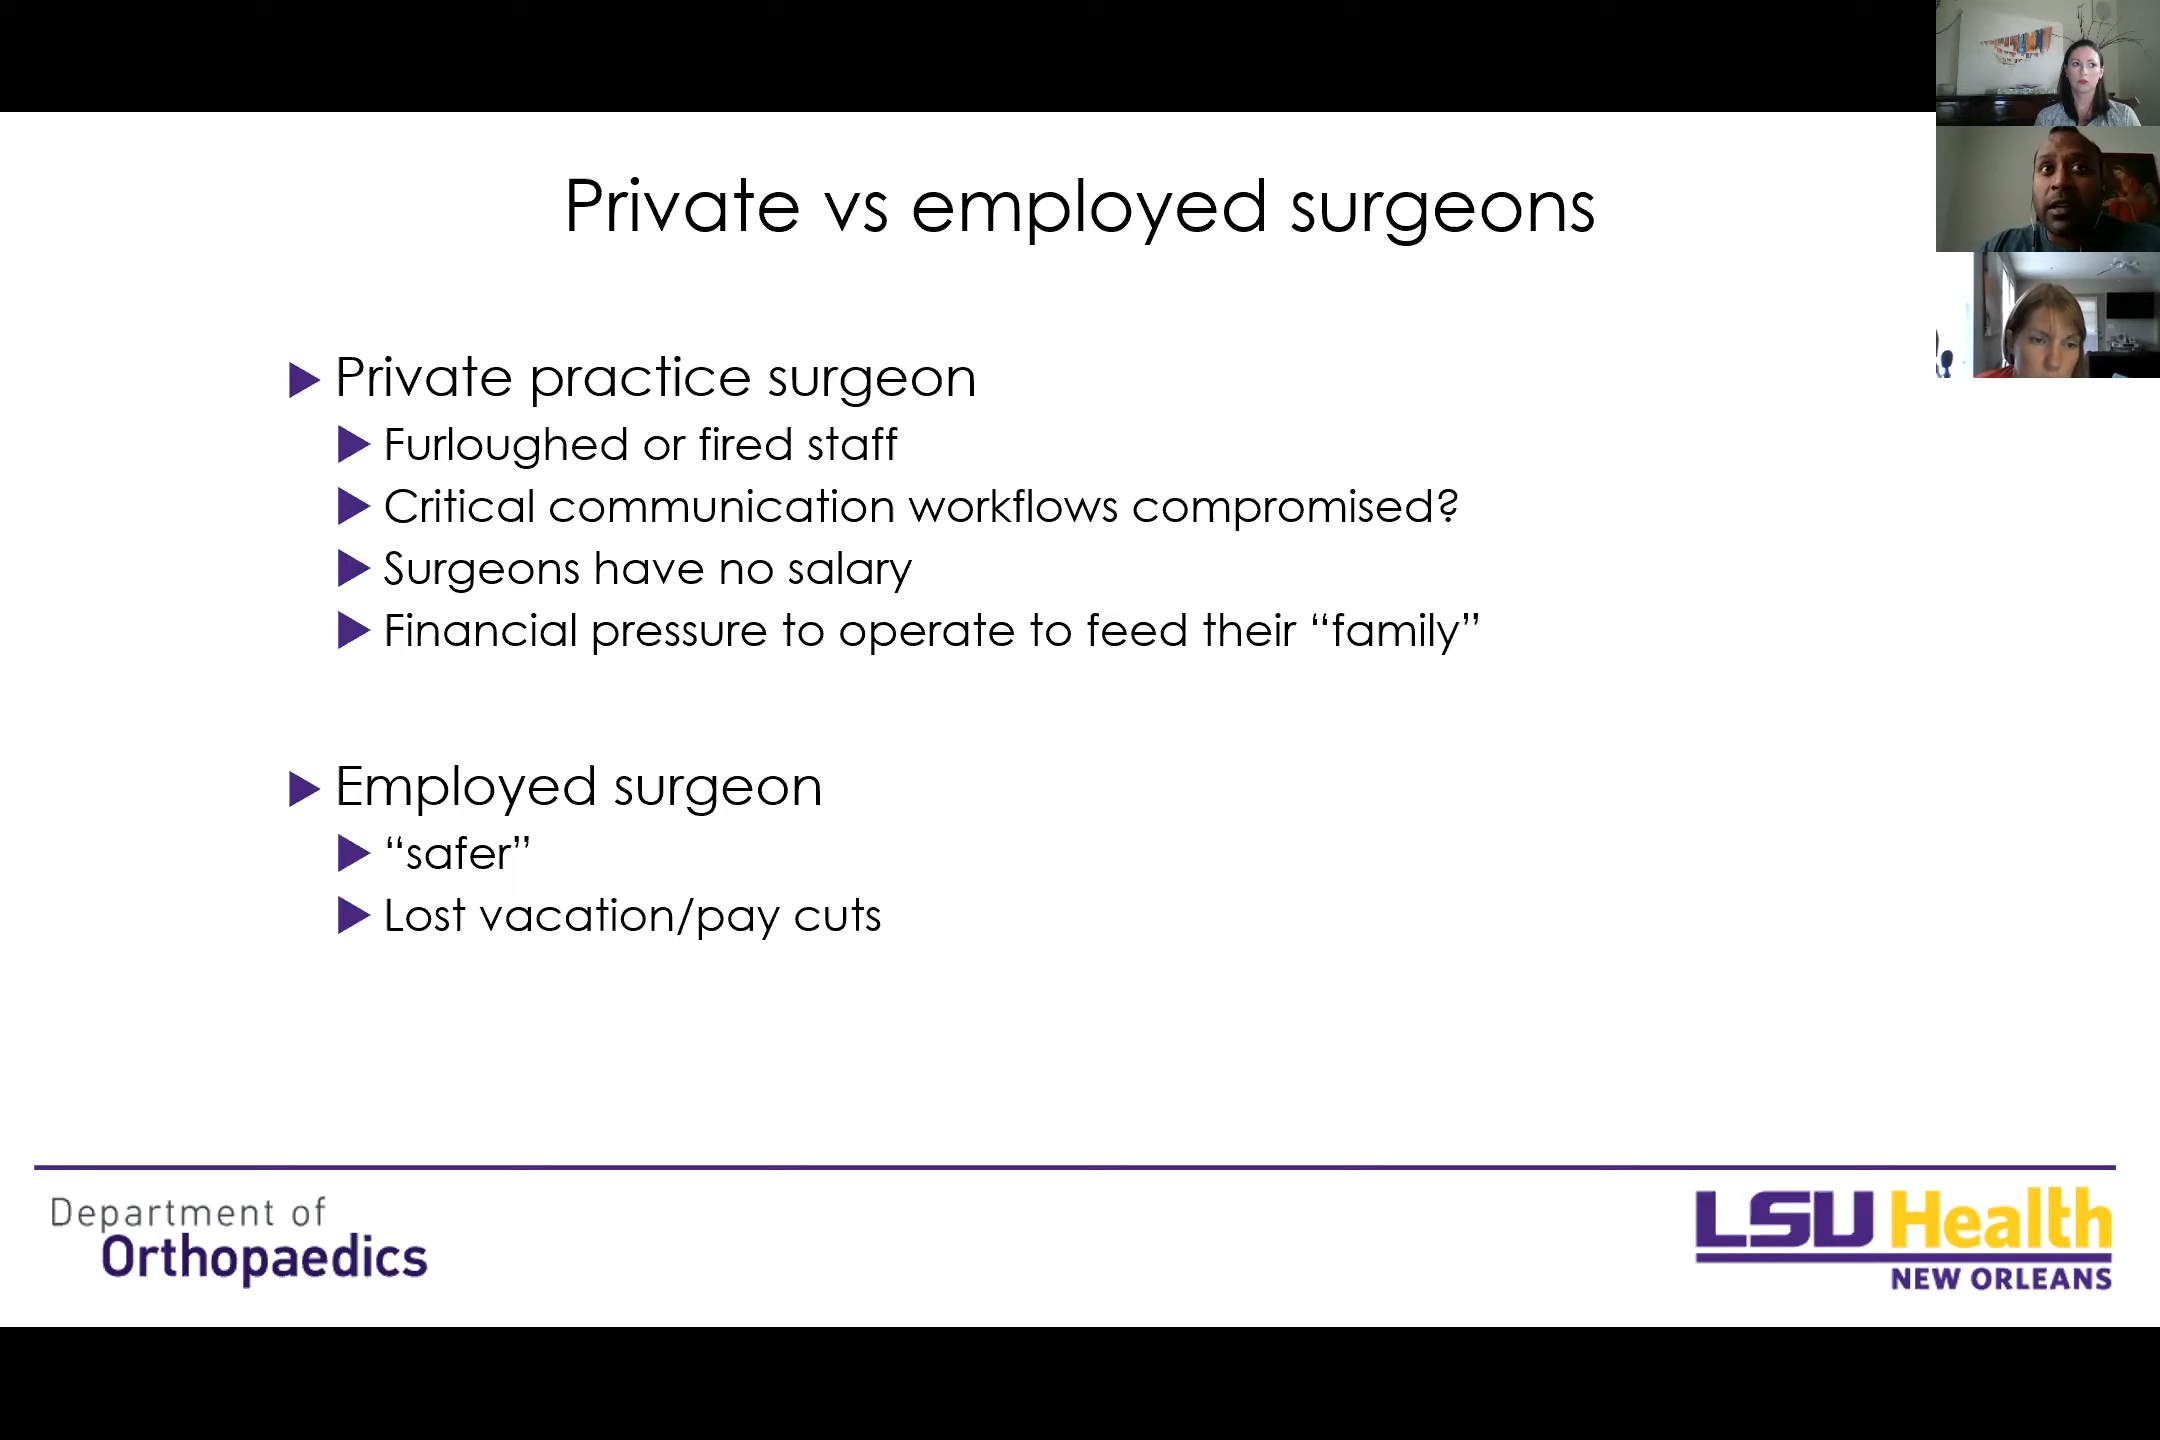 Private vs employed surgeons
Private practice surgeon
Furloughed or fired staff
Critical communication workflows compromised?
Surgeons have no salary
Financial pressure to operate to feed their “family”
Employed surgeon
“safer”
Lost vacation/pay cuts
Department of
Orthopaedics
LSU Health
NEW ORLEANS